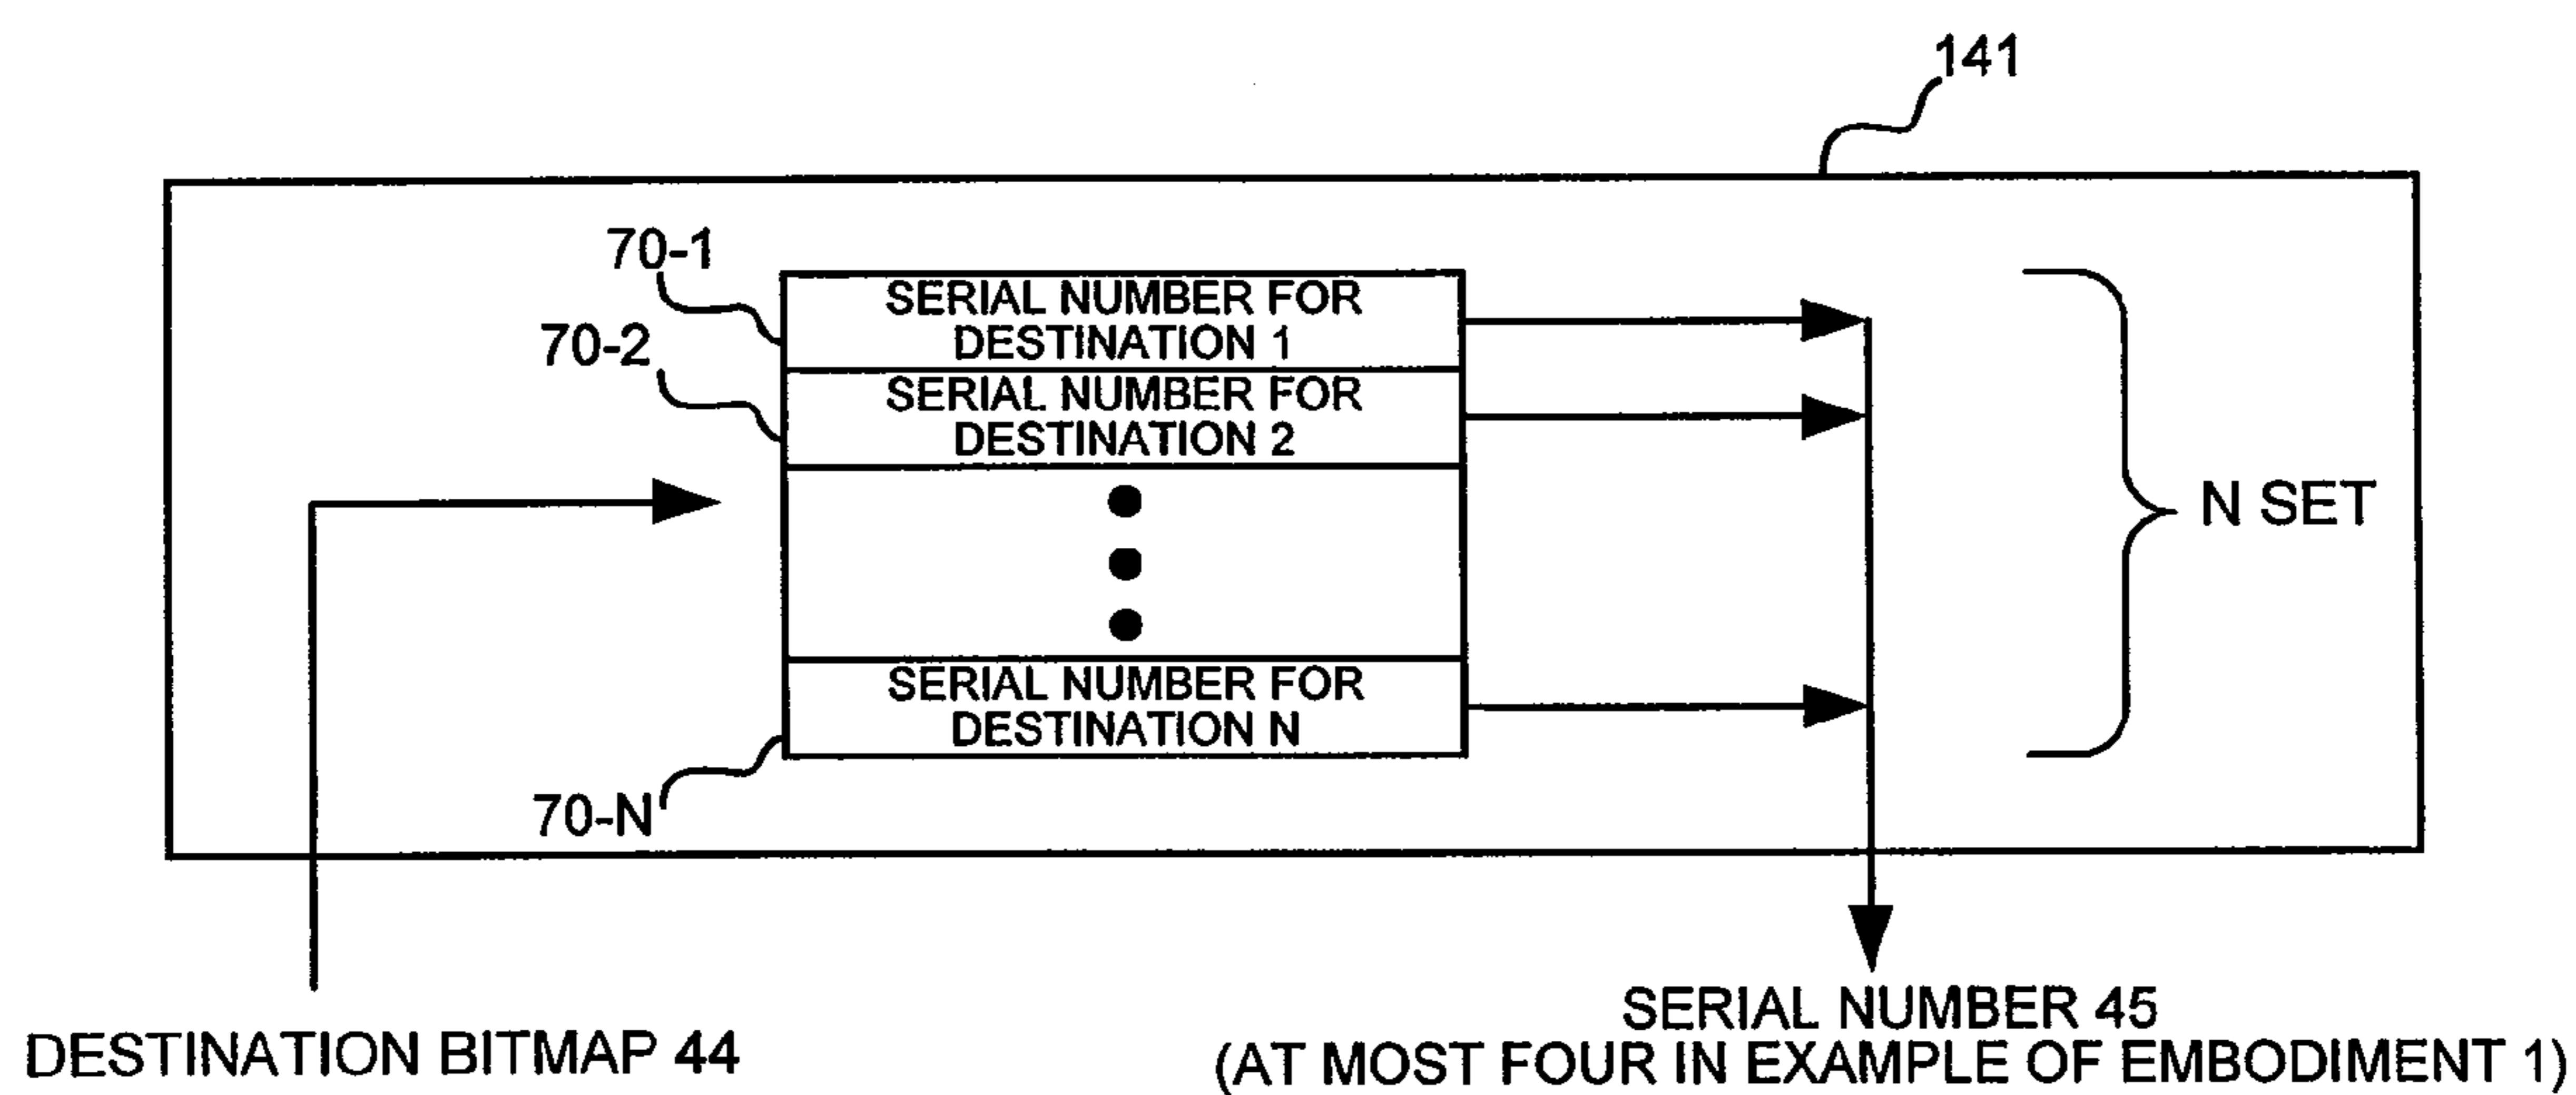 141
70-1
SERIAL NUMBER FOR
DESTINATION 1
70-2
SERIAL NUMBER FOR
DESTINATION 2
N SET
SERIAL NUMBER FOR
DESTINATION N
70-N
DESTINATION BITMAP 44
SERIAL NUMBER 45
(AT MOST FOUR IN EXAMPLE OF EMBODIMENT 1)